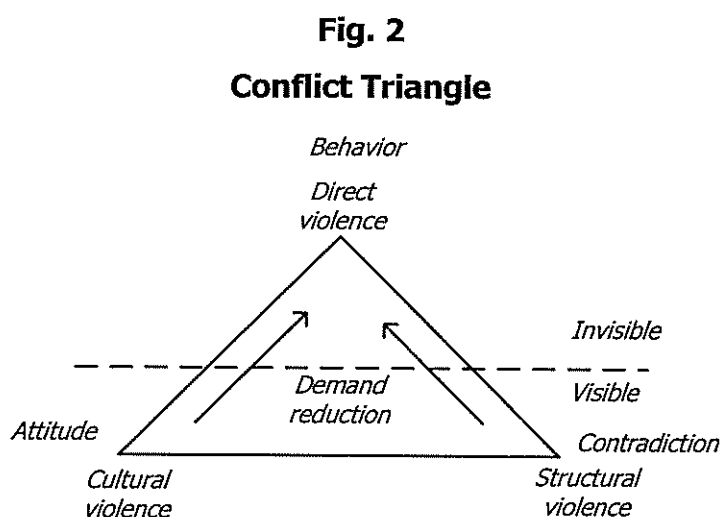 Fig. 2
Conflict Triangle
Behavior
Direct
violence
Invisible
Demand
reduction
Visible
Attitude
Contradiction
Cultural
violence
Structural
violence